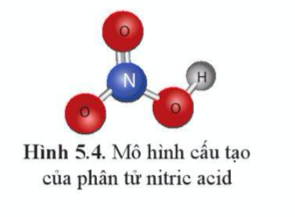 O
N
H
O
O
Hình 5.4. Mô hình cấu tạo
của phân tử nitric acid